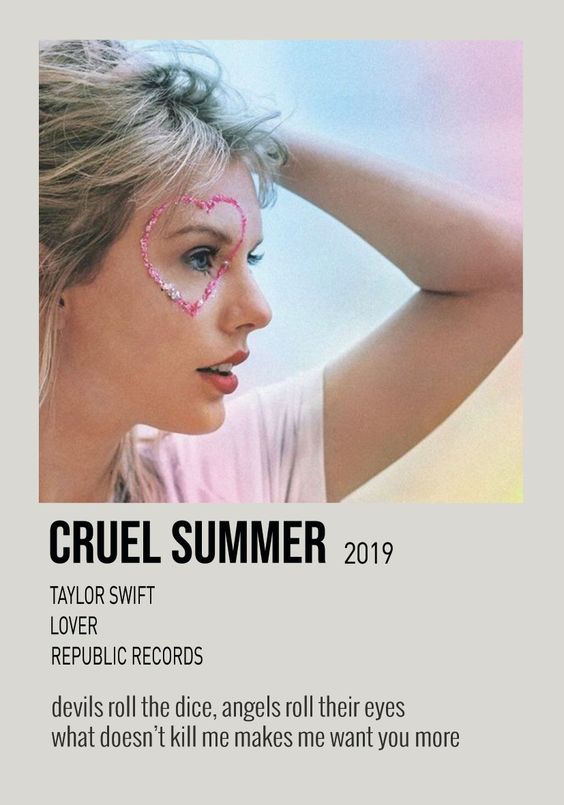 CRUEL SUMMER 2019
TAYLOR SWIFT
LOVER
REPUBLIC RECORDS
devils roll the dice, angels roll their eyes
what doesn’t kill me makes me want you more